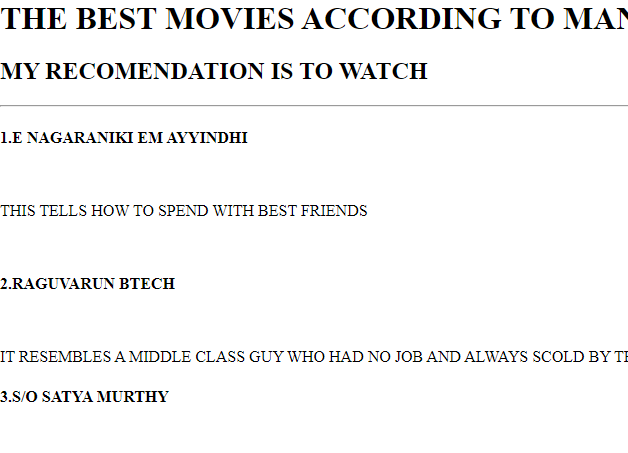 THE BEST MOVIES ACCORDING TO
MY RECOMENDATION IS TO WATCH
1.E NAGARANIKI EM AYYINDHI
THIS TELLS HOW TO SPEND WITH BEST FRIENDS
2.RAGUVARUN BTECH
IT RESEMBLES A MIDDLE CLASS GUY WHO HAD NO JOB AND ALWAYS SCOLD BY
3.S/O SATYA MURTHY